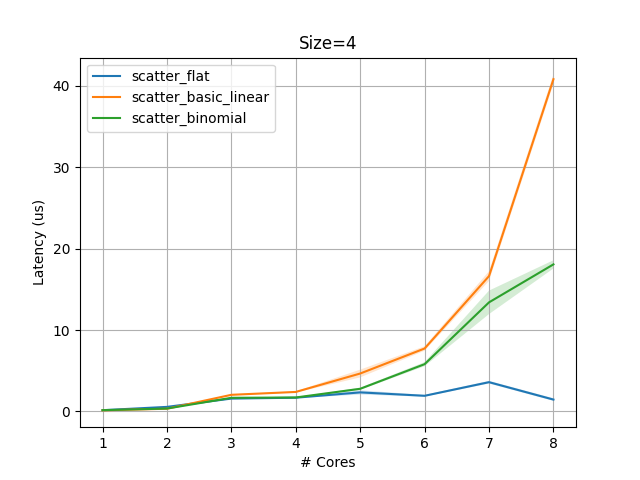 Size=4
scatter_flat
scatter_basic_linear
scatter_binomial
Latency (us)
40
30
20
10
0
1 2 3 4 5 6 7 8
# Cores